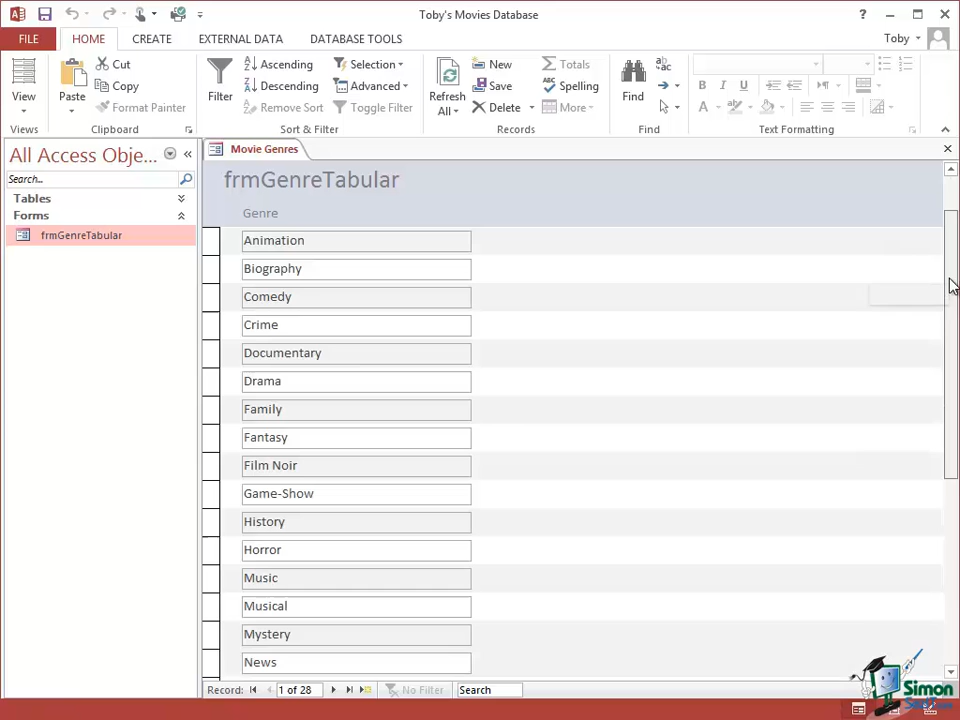 Toby's Movies Database
?
FILE HOME CREATE EXTERNAL DATA DATABASE TOOLS Toby
View Paste Cut Copy Format Painter
Filter Ascending Descending Remove Sort Selection Advanced Toggle Filter
Refresh All New Save Delete Totals Spelling More
Find
Views Clipboard Sort & Filter Records Find Text Formatting
All Access Obje... «
Search...
Tables
Forms
frmGenreTabular
Movie Genres
frmGenreTabular
Genre
Animation
Biography
Comedy
Crime
Documentary
Drama
Family
Fantasy
Film Noir
Game-Show
History
Horror
Music
Musical
Mystery
News
Record: 1 of 28 No Filter Search
Simon